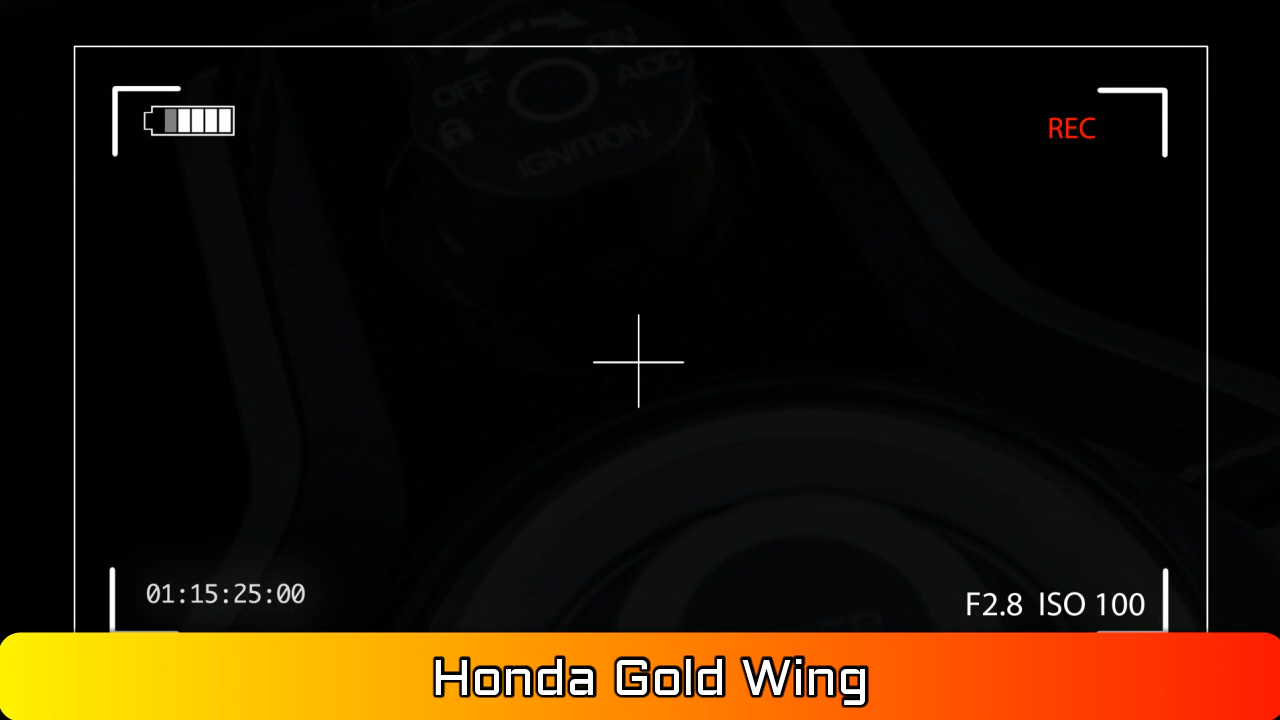 ON
OFF
ACC
IGNITION
REC
01:15:25:00
F2.8 ISO 100
Honda Gold Wing